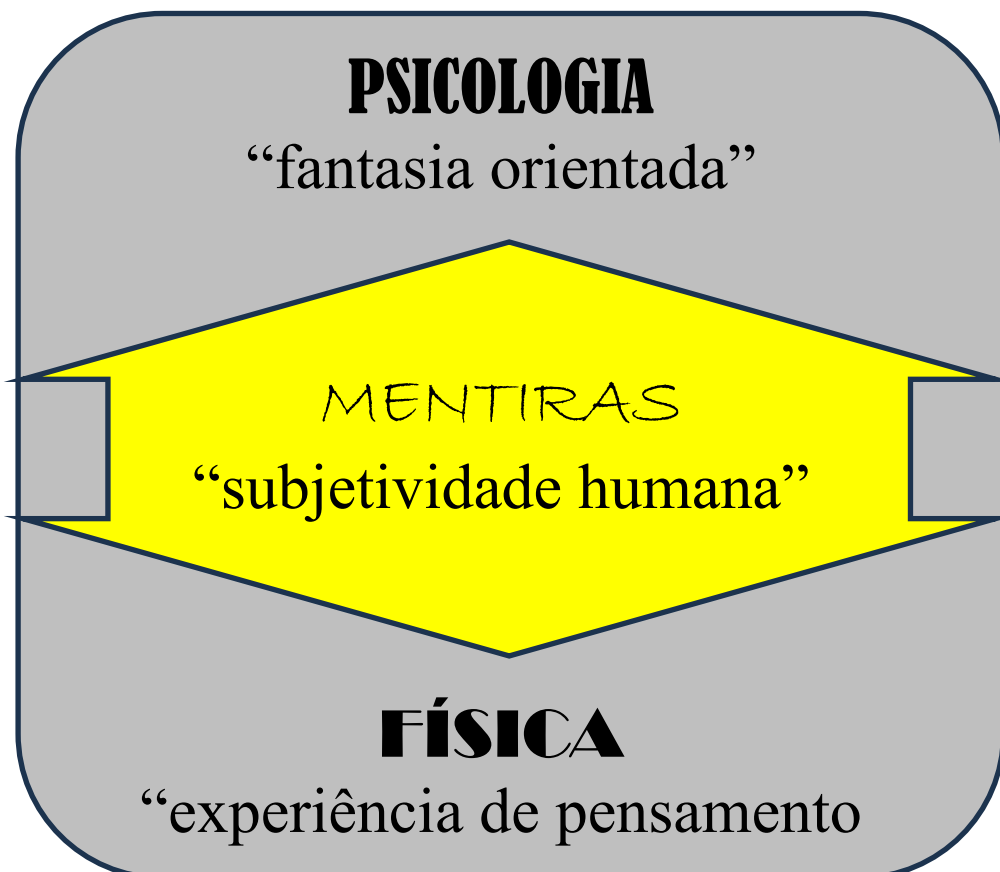 PSICOLOGIA
“fantasia orientada”
MENTIRAS
“subjetividade humana”
FÍSICA
“experiência de pensamento